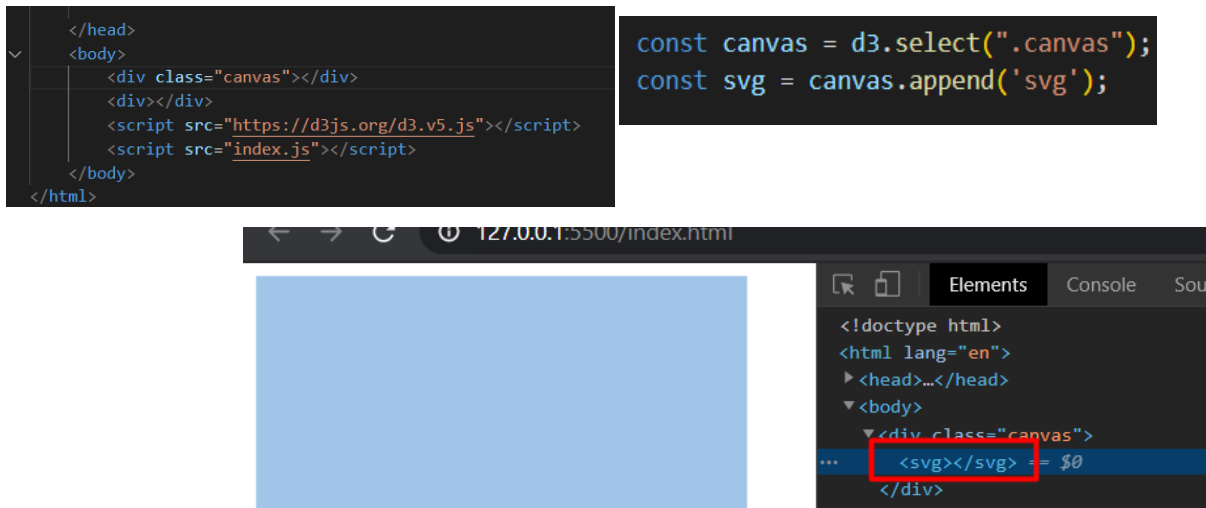 </head>
<body>
<div class="canvas"></div>
<div></div>
<script src="https://d3js.org/d3.v5.js"></script>
<script src="index.js"></script>
</body>
</html>
const canvas = d3.select(".canvas");
const svg = canvas.append('svg');
127.0.0.1:5500/index.html
Elements Console Sou
<!doctype html>
<html lang="en">
<head>…</head>
<body>
<div class="canvas">
<svg></svg> == $0
</div>